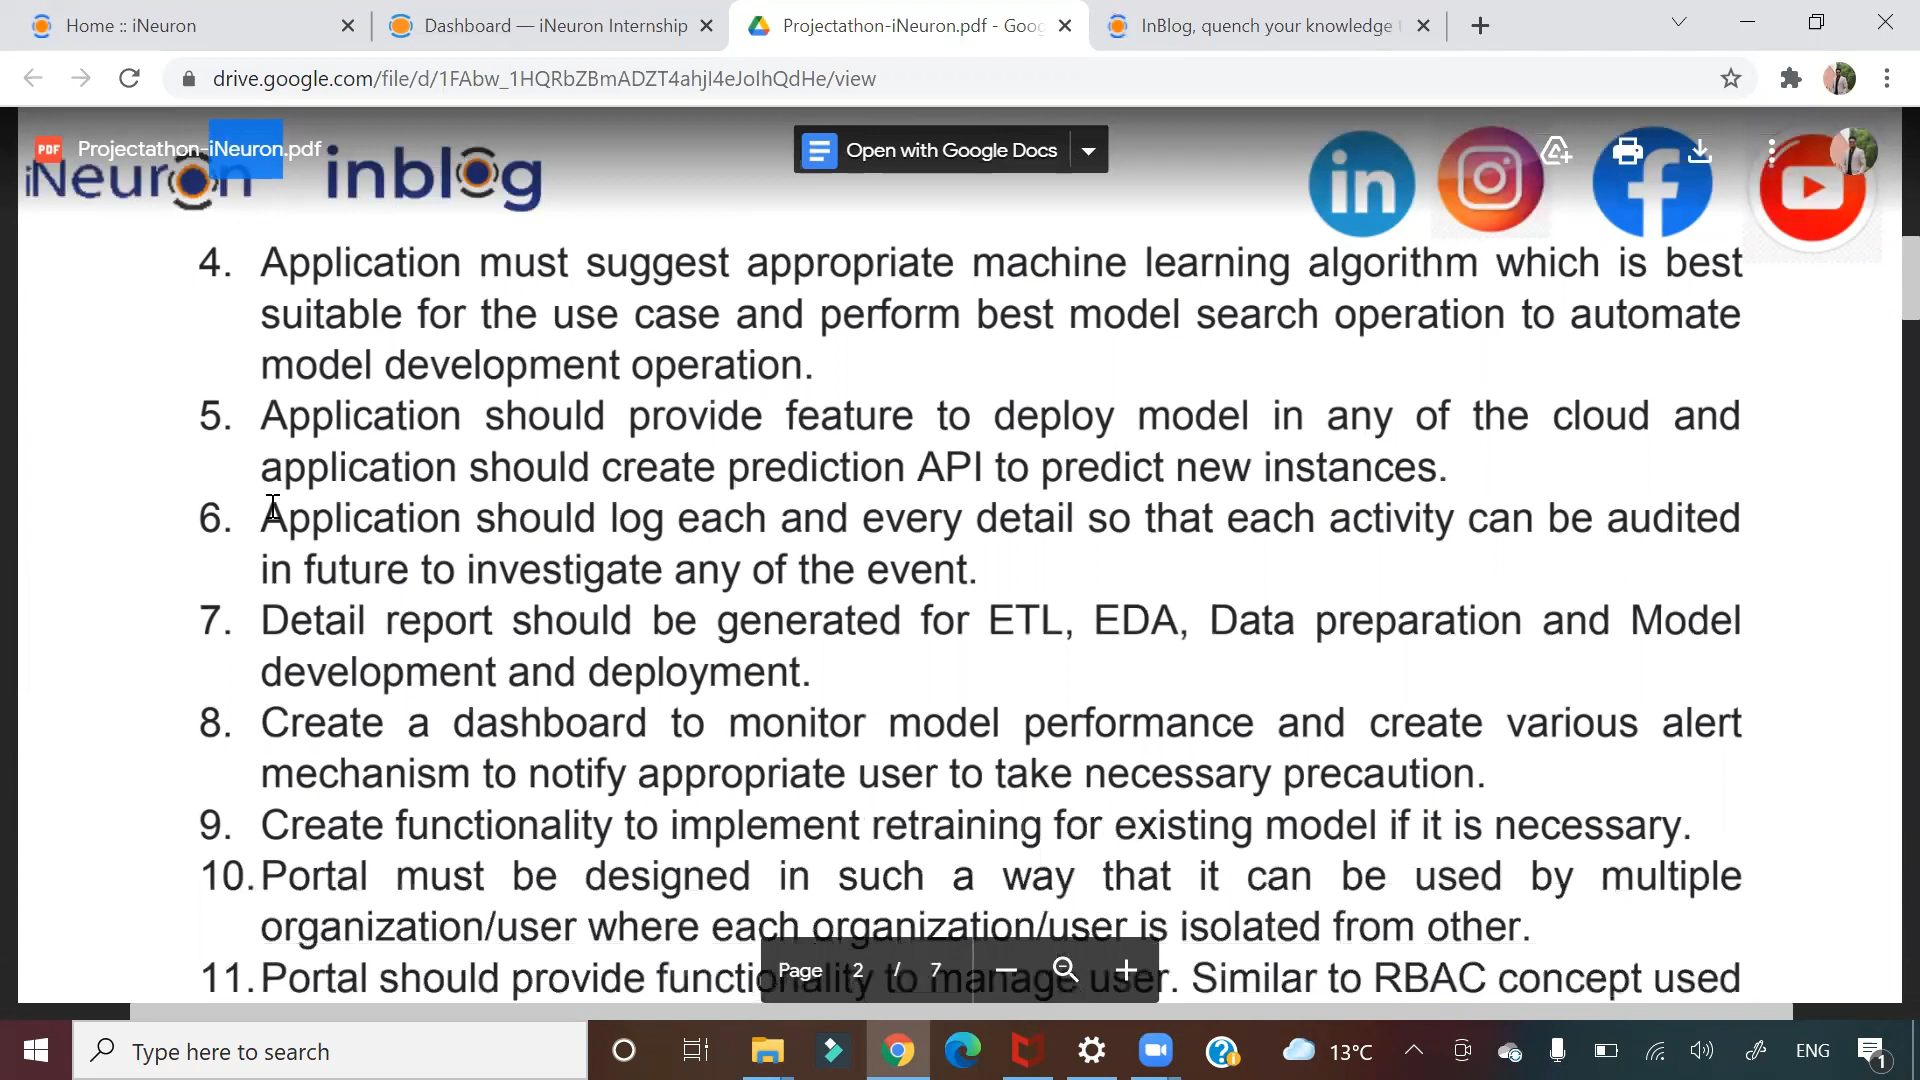 Home :: iNeuron
Dashboard — iNeuron Internship
Projectathon-iNeuron.pdf - Goog
InBlog, quench your knowledge
drive.google.com/file/d/1FAbw_1HQRbZBmADZT4ahjI4eJoIhQdHe/view
PDF Projectathon-iNeuron.pdf
Open with Google Docs
iNeuron inblog
in
4. Application must suggest appropriate machine learning algorithm which is best
suitable for the use case and perform best model search operation to automate
model development operation.
5. Application should provide feature to deploy model in any of the cloud and
application should create prediction API to predict new instances.
6. Application should log each and every detail so that each activity can be audited
in future to investigate any of the event.
7. Detail report should be generated for ETL, EDA, Data preparation and Model
development and deployment.
8. Create a dashboard to monitor model performance and create various alert
mechanism to notify appropriate user to take necessary precaution.
9. Create functionality to implement retraining for existing model if it is necessary.
10. Portal must be designed in such a way that it can be used by multiple
organization/user where each organization/user is isolated from other.
11. Portal should provide functionality to manage user. Similar to RBAC concept used
Page 2 / 7
Type here to search
13°C
ENG
1